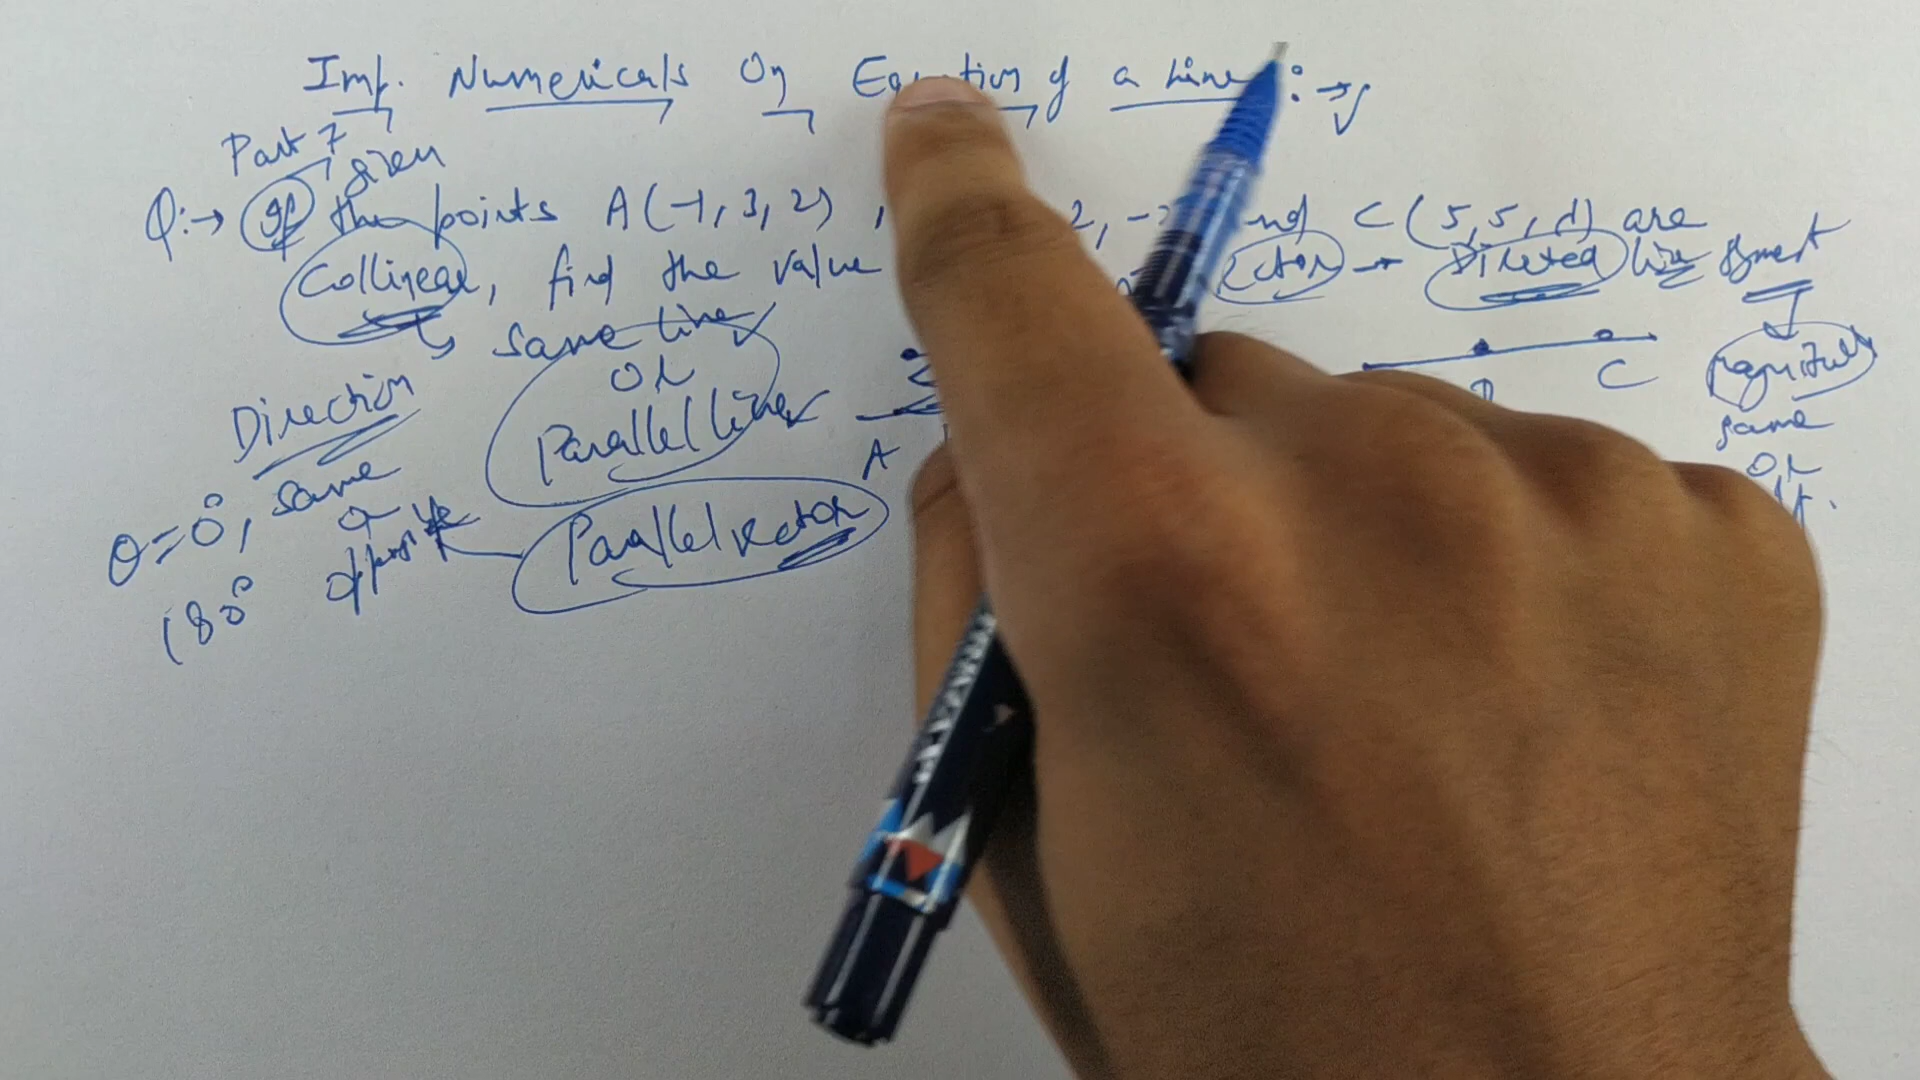 Imp. Numericals On Equation of a Line :→
Part 7
given
Q:→ If the points A(-1, 3, 2), 2, -2 and C(5, 5, λ) are
Collinear, find the value
Directed line segment
same line
or
Parallel lines
Direction
same
or
opposite
θ=0°,
180°
Parallel vector
A
C
Magnitude
same
or